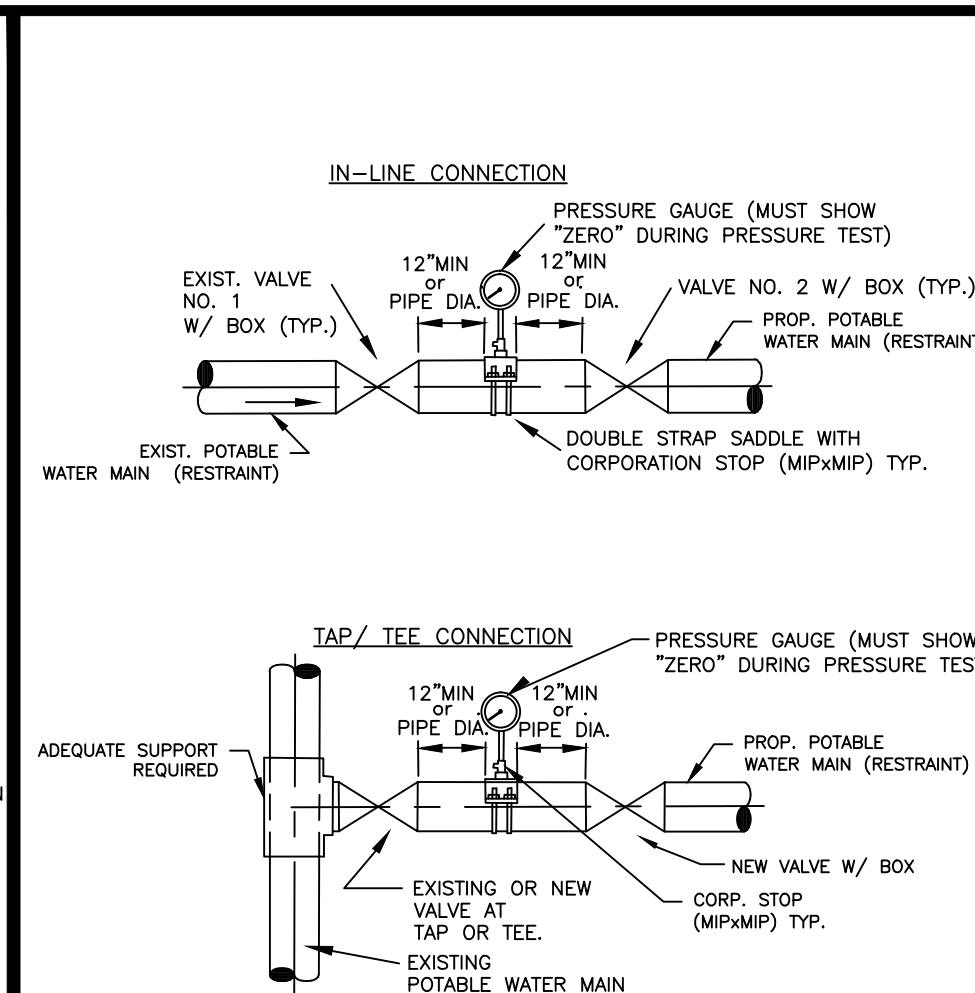 IN-LINE CONNECTION
PRESSURE GAUGE (MUST SHOW
"ZERO" DURING PRESSURE TEST)
12"MIN
or
PIPE DIA.
12"MIN
or
PIPE DIA.
EXIST. VALVE
NO. 1
W/ BOX (TYP.)
VALVE NO. 2 W/ BOX (TYP.)
PROP. POTABLE
WATER MAIN (RESTRAINT
EXIST. POTABLE
WATER MAIN (RESTRAINT)
DOUBLE STRAP SADDLE WITH
CORPORATION STOP (MIPxMIP) TYP.
TAP/ TEE CONNECTION
PRESSURE GAUGE (MUST SHOW
"ZERO" DURING PRESSURE TEST
12"MIN
or
PIPE DIA.
12"MIN
or
PIPE DIA.
ADEQUATE SUPPORT
REQUIRED
PROP. POTABLE
WATER MAIN (RESTRAINT)
NEW VALVE W/ BOX
EXISTING OR NEW
VALVE AT
TAP OR TEE.
CORP. STOP
(MIPxMIP) TYP.
EXISTING
POTABLE WATER MAIN